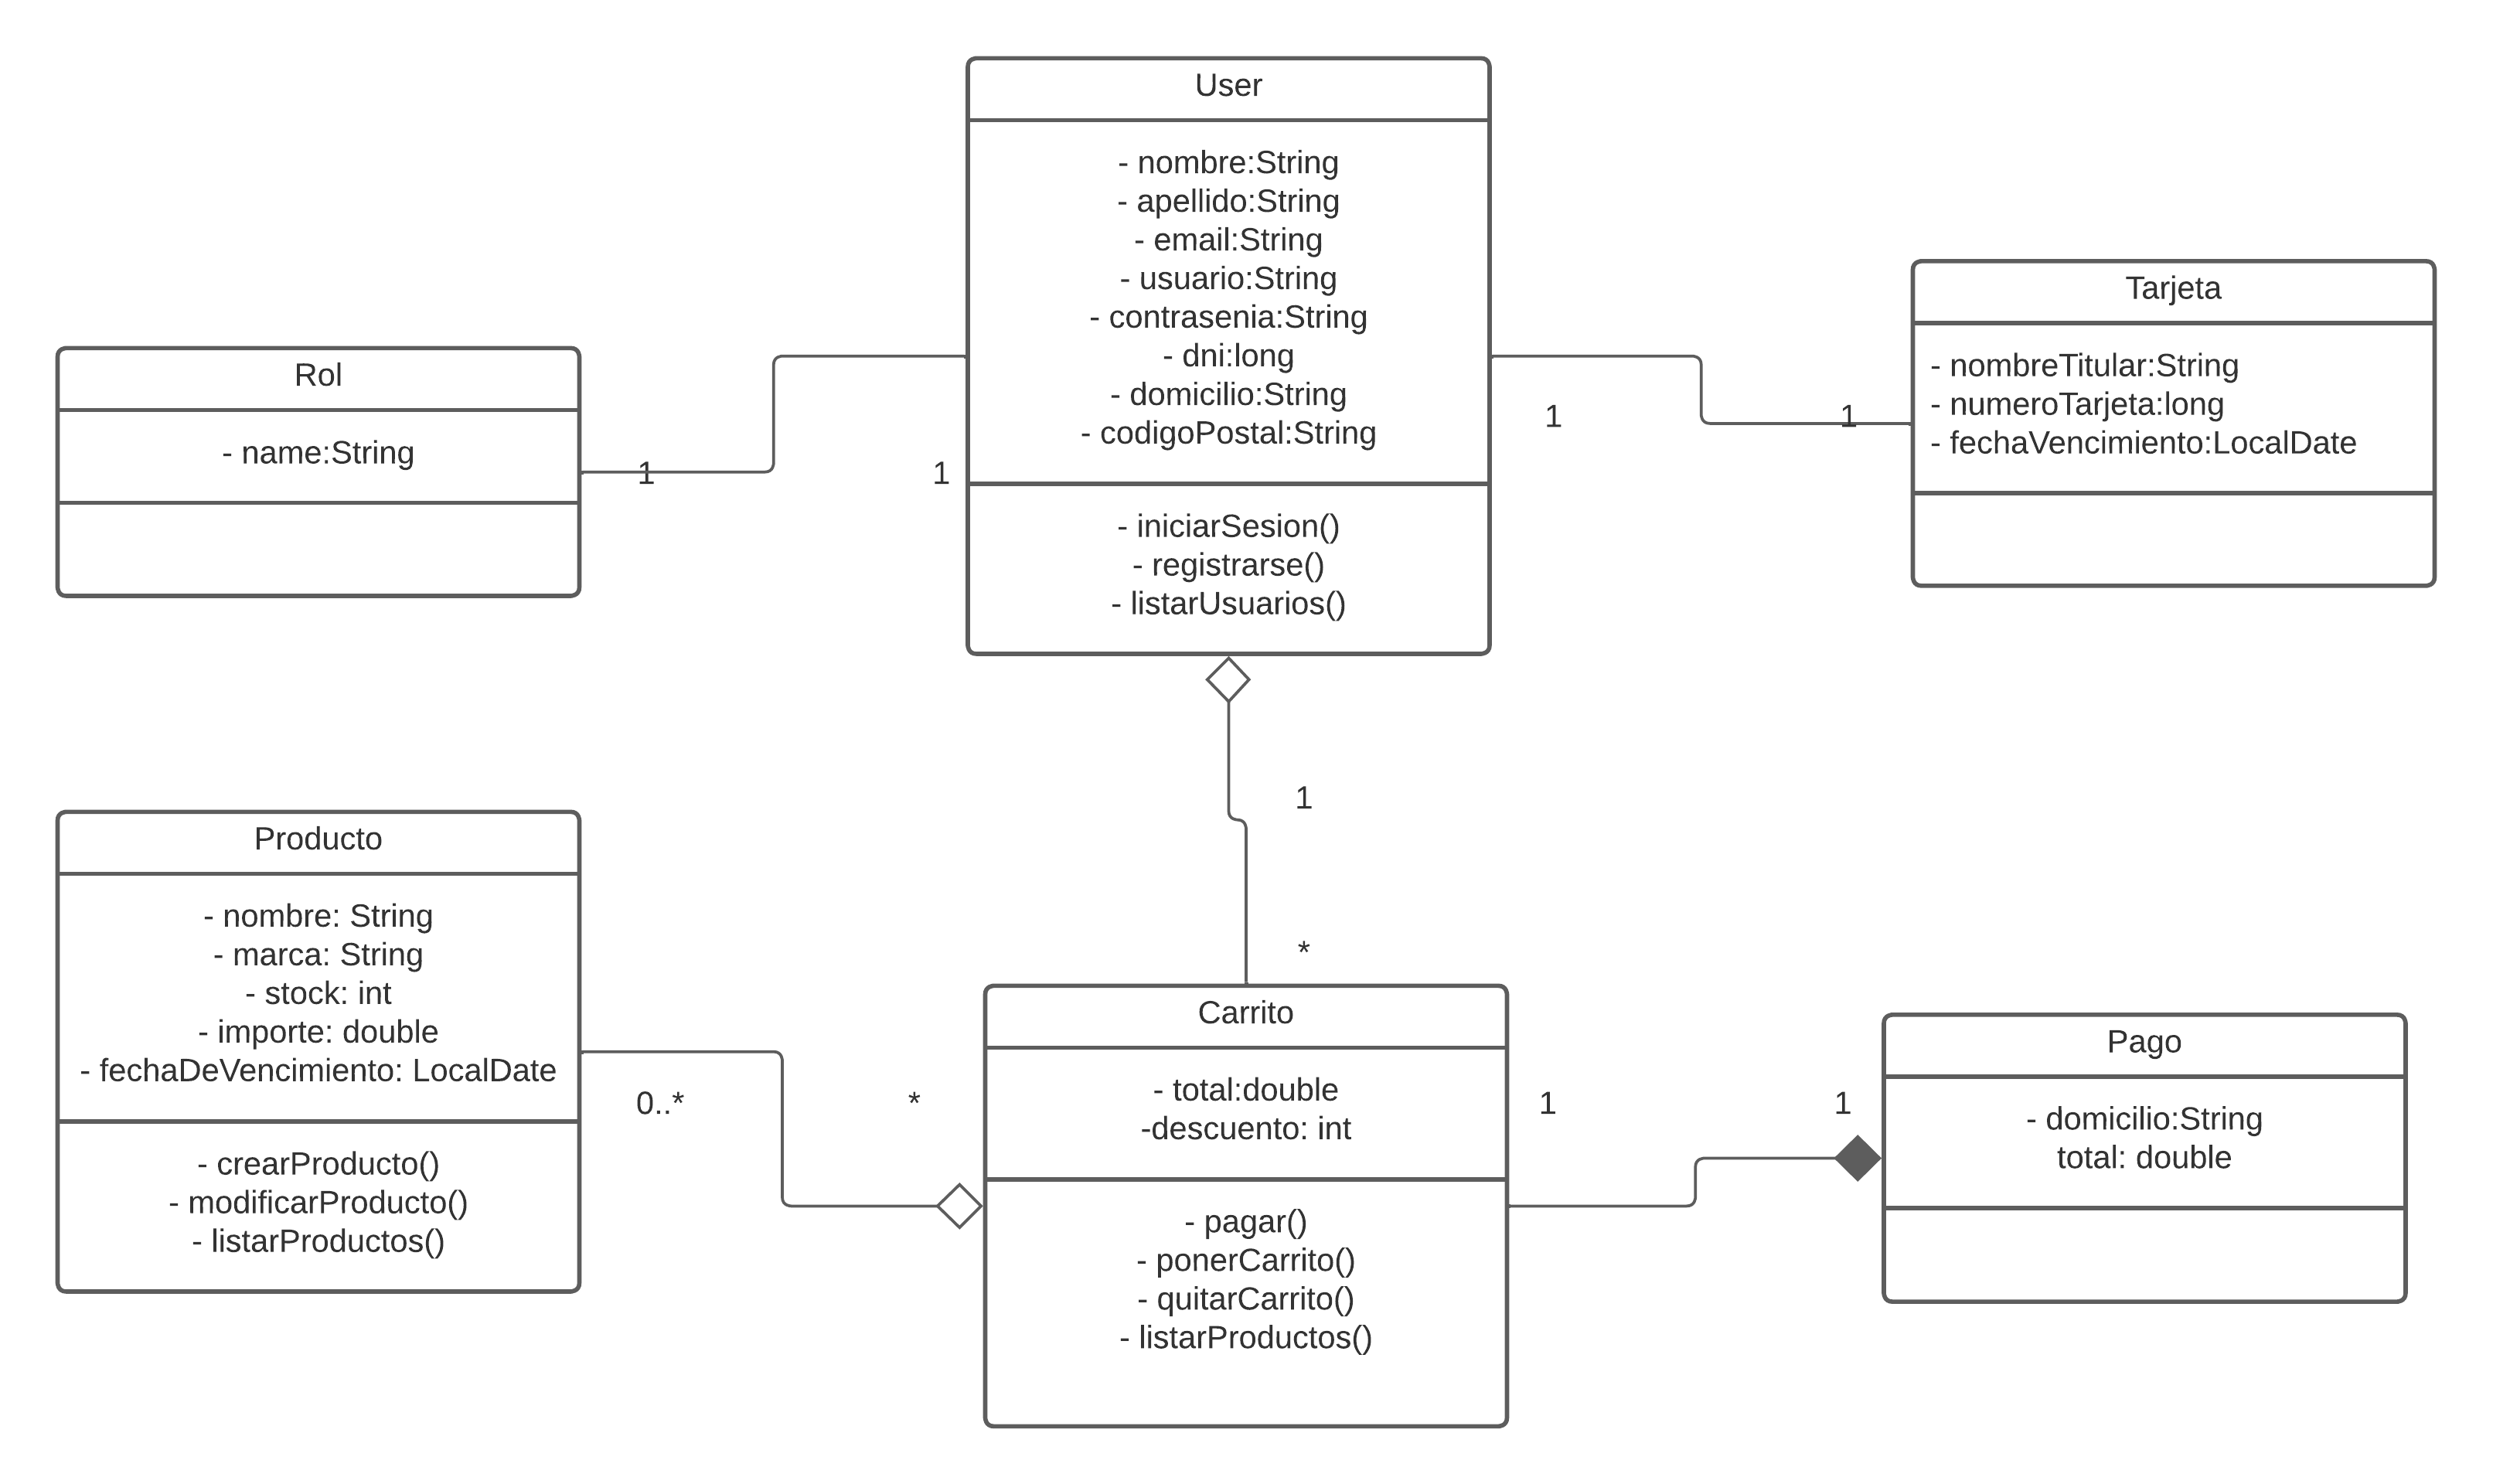 User
- nombre:String
- apellido:String
- email:String
- usuario:String
- contrasenia:String
- dni:long
- domicilio:String
- codigoPostal:String
- iniciarSesion()
- registrarse()
- listarUsuarios()
Rol
- name:String
1
1
Tarjeta
- nombreTitular:String
- numeroTarjeta:long
- fechaVencimiento:LocalDate
1
1
1
*
Producto
- nombre: String
- marca: String
- stock: int
- importe: double
- fechaDeVencimiento: LocalDate
- crearProducto()
- modificarProducto()
- listarProductos()
0..*
*
Carrito
- total:double
-descuento: int
- pagar()
- ponerCarrito()
- quitarCarrito()
- listarProductos()
1
1
Pago
- domicilio:String
total: double